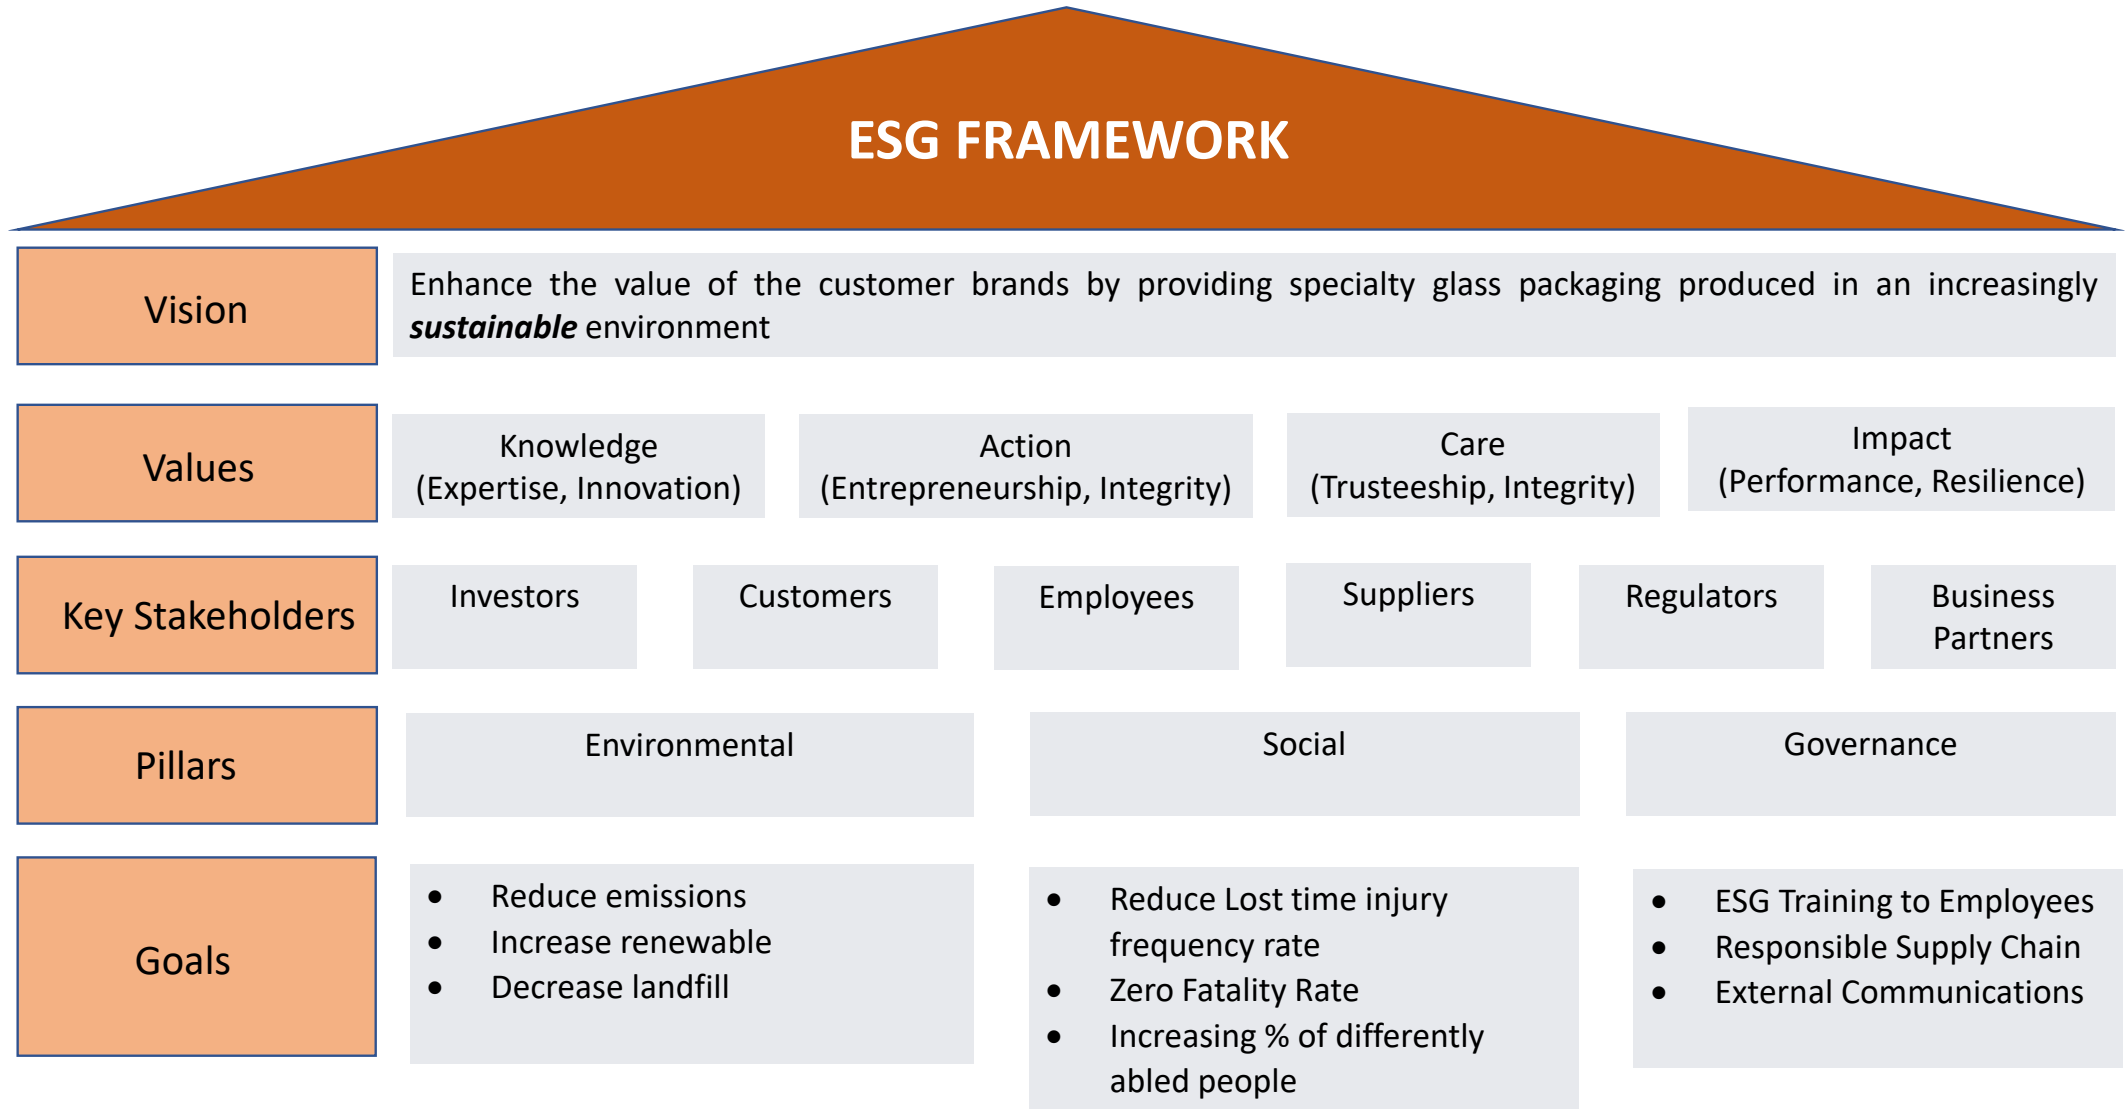 ESG FRAMEWORK
Vision
Enhance the value of the customer brands by providing specialty glass packaging produced in an increasingly
sustainable environment
Values
Knowledge
(Expertise, Innovation)
Action
(Entrepreneurship, Integrity)
Care
(Trusteeship, Integrity)
Impact
(Performance, Resilience)
Key Stakeholders
Investors
Customers
Employees
Suppliers
Regulators
Business
Partners
Pillars
Environmental
Social
Governance
Goals
• Reduce emissions
• Increase renewable
• Decrease landfill
• Reduce Lost time injury
frequency rate
• Zero Fatality Rate
• Increasing % of differently
abled people
• ESG Training to Employees
• Responsible Supply Chain
• External Communications